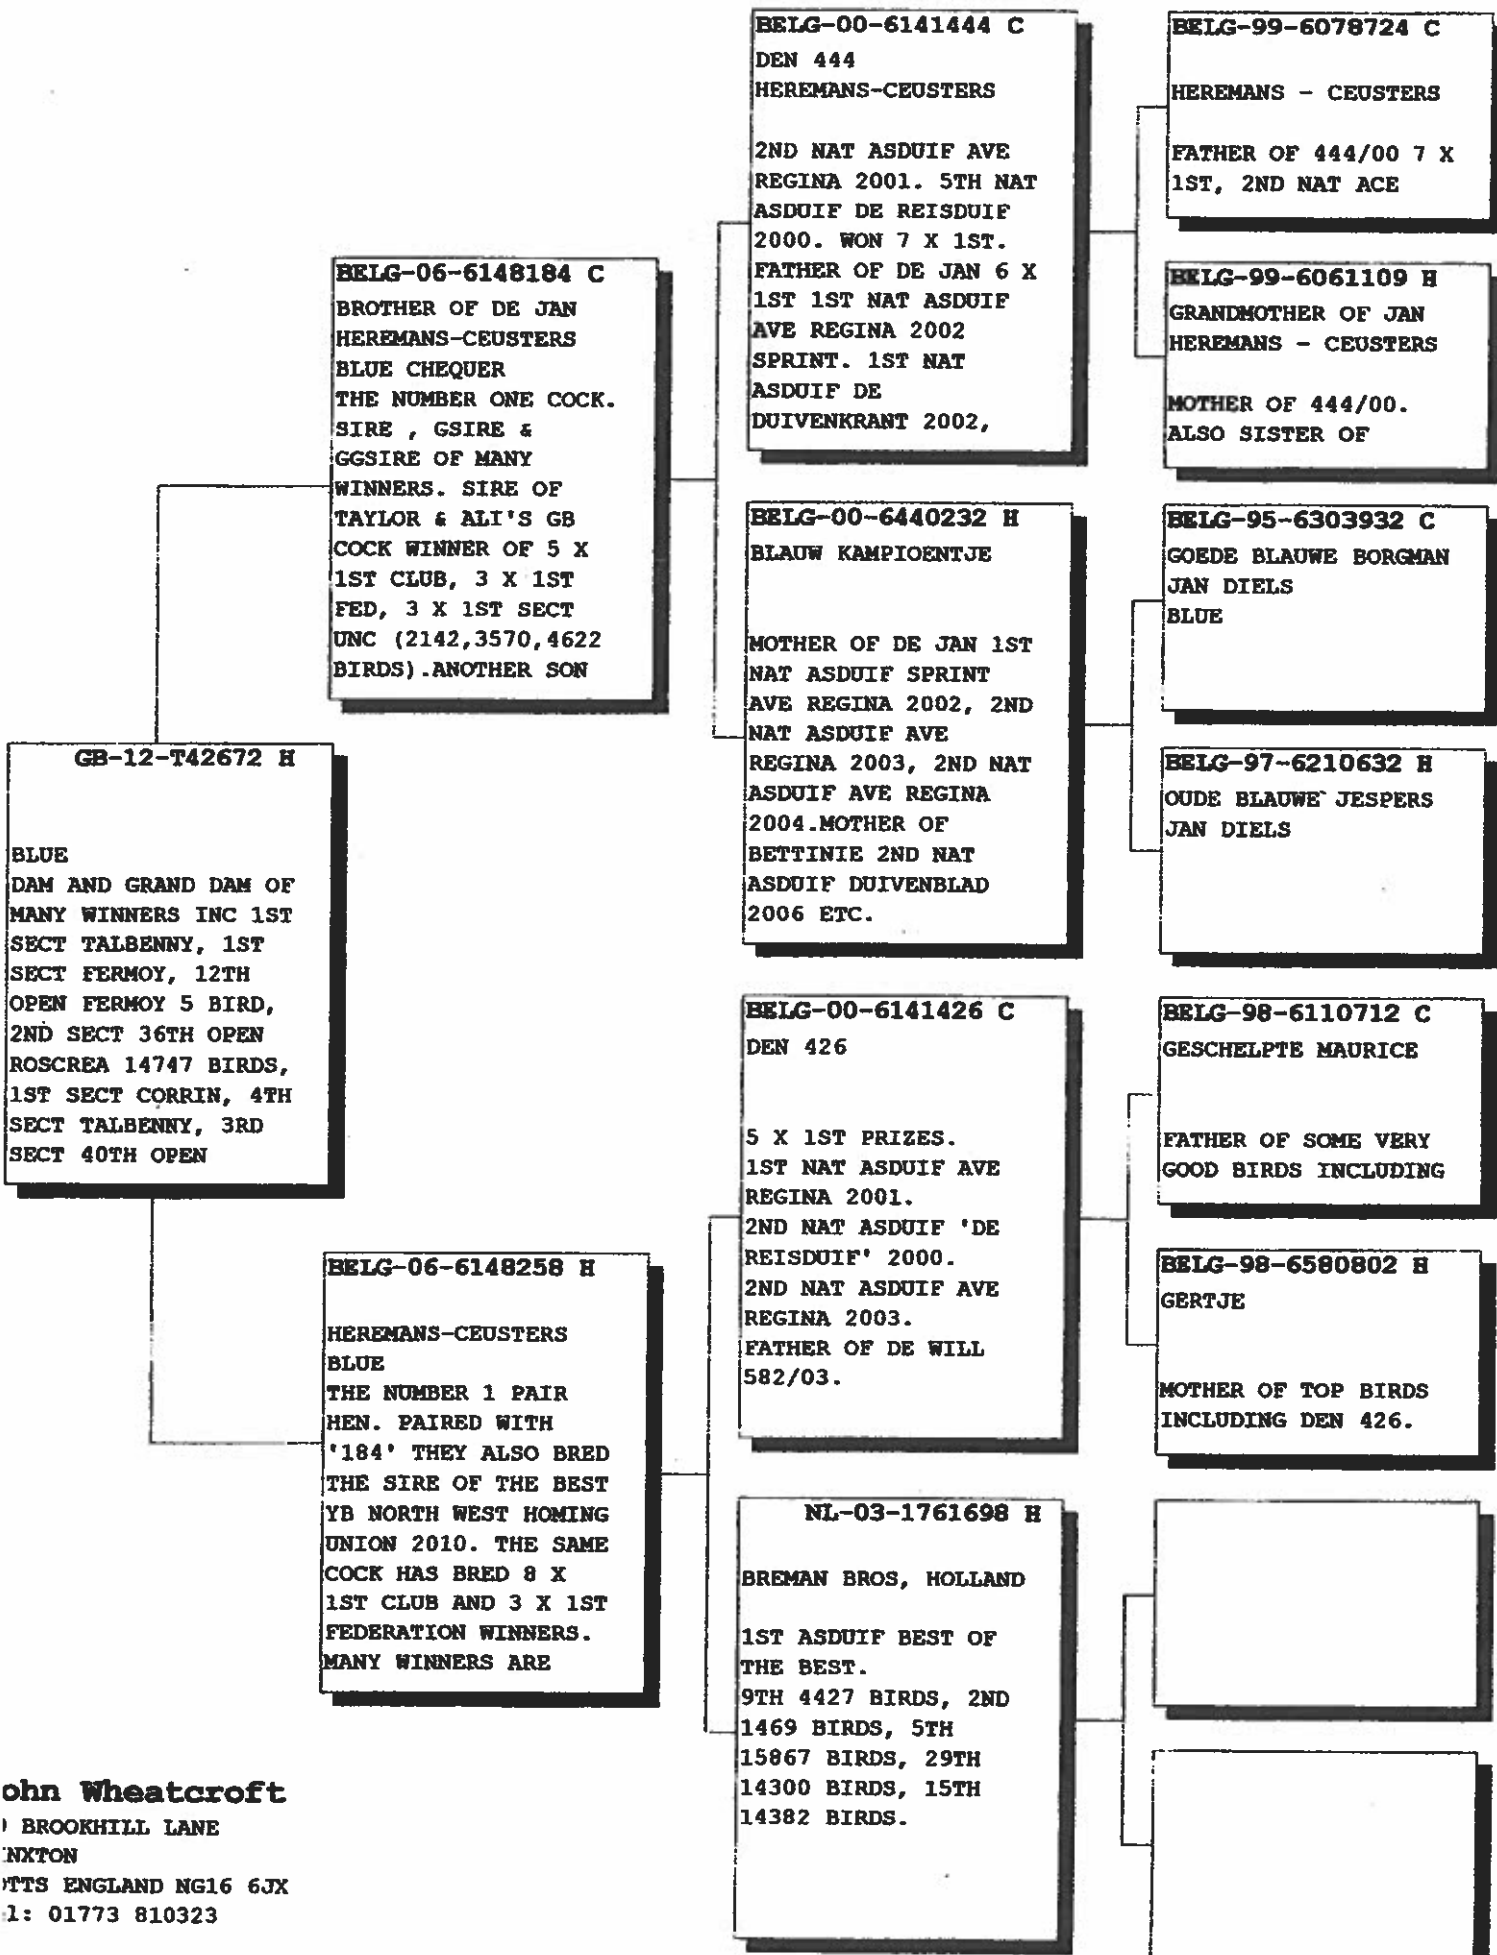 BELG-00-6141444 C
DEN 444
HEREMANS-CEUSTERS
2ND NAT ASDUIF AVE
REGINA 2001. 5TH NAT
ASDUIF DE REISDUIF
2000. WON 7 X 1ST.
FATHER OF DE JAN 6 X
1ST 1ST NAT ASDUIF
AVE REGINA 2002
SPRINT. 1ST NAT
ASDUIF DE
DUIVENKRANT 2002,
BELG-99-6078724 C
HEREMANS - CEUSTERS
FATHER OF 444/00 7 X
1ST, 2ND NAT ACE
BELG-99-6061109 H
GRANDMOTHER OF JAN
HEREMANS - CEUSTERS
MOTHER OF 444/00.
ALSO SISTER OF
BELG-06-6148184 C
BROTHER OF DE JAN
HEREMANS-CEUSTERS
BLUE CHEQUER
THE NUMBER ONE COCK.
SIRE , GSIRE &
GGSIRE OF MANY
WINNERS. SIRE OF
TAYLOR & ALI'S GB
COCK WINNER OF 5 X
1ST CLUB, 3 X 1ST
FED, 3 X 1ST SECT
UNC (2142,3570,4622
BIRDS).ANOTHER SON
BELG-00-6440232 H
BLAUW KAMPIOENTJE
MOTHER OF DE JAN 1ST
NAT ASDUIF SPRINT
AVE REGINA 2002, 2ND
NAT ASDUIF AVE
REGINA 2003, 2ND NAT
ASDUIF AVE REGINA
2004.MOTHER OF
BETTINIE 2ND NAT
ASDUIF DUIVENBLAD
2006 ETC.
BELG-95-6303932 C
GOEDE BLAUWE BORGMAN
JAN DIELS
BLUE
BELG-97-6210632 H
OUDE BLAUWE JESPERS
JAN DIELS
GB-12-T42672 H
BLUE
DAM AND GRAND DAM OF
MANY WINNERS INC 1ST
SECT TALBENNY, 1ST
SECT FERMOY, 12TH
OPEN FERMOY 5 BIRD,
2ND SECT 36TH OPEN
ROSCREA 14747 BIRDS,
1ST SECT CORRIN, 4TH
SECT TALBENNY, 3RD
SECT 40TH OPEN
BELG-00-6141426 C
DEN 426
5 X 1ST PRIZES.
1ST NAT ASDUIF AVE
REGINA 2001.
2ND NAT ASDUIF 'DE
REISDUIF' 2000.
2ND NAT ASDUIF AVE
REGINA 2003.
FATHER OF DE WILL
582/03.
BELG-98-6110712 C
GESCHELPTE MAURICE
FATHER OF SOME VERY
GOOD BIRDS INCLUDING
BELG-98-6580802 H
GERTJE
MOTHER OF TOP BIRDS
INCLUDING DEN 426.
BELG-06-6148258 H
HEREMANS-CEUSTERS
BLUE
THE NUMBER 1 PAIR
HEN. PAIRED WITH
'184' THEY ALSO BRED
THE SIRE OF THE BEST
YB NORTH WEST HOMING
UNION 2010. THE SAME
COCK HAS BRED 8 X
1ST CLUB AND 3 X 1ST
FEDERATION WINNERS.
MANY WINNERS ARE
NL-03-1761698 H
BREMAN BROS, HOLLAND
1ST ASDUIF BEST OF
THE BEST.
9TH 4427 BIRDS, 2ND
1469 BIRDS, 5TH
15867 BIRDS, 29TH
14300 BIRDS, 15TH
14382 BIRDS.
ohn Wheatcroft
BROOKHILL LANE
NXTON
TTS ENGLAND NG16 6JX
l: 01773 810323